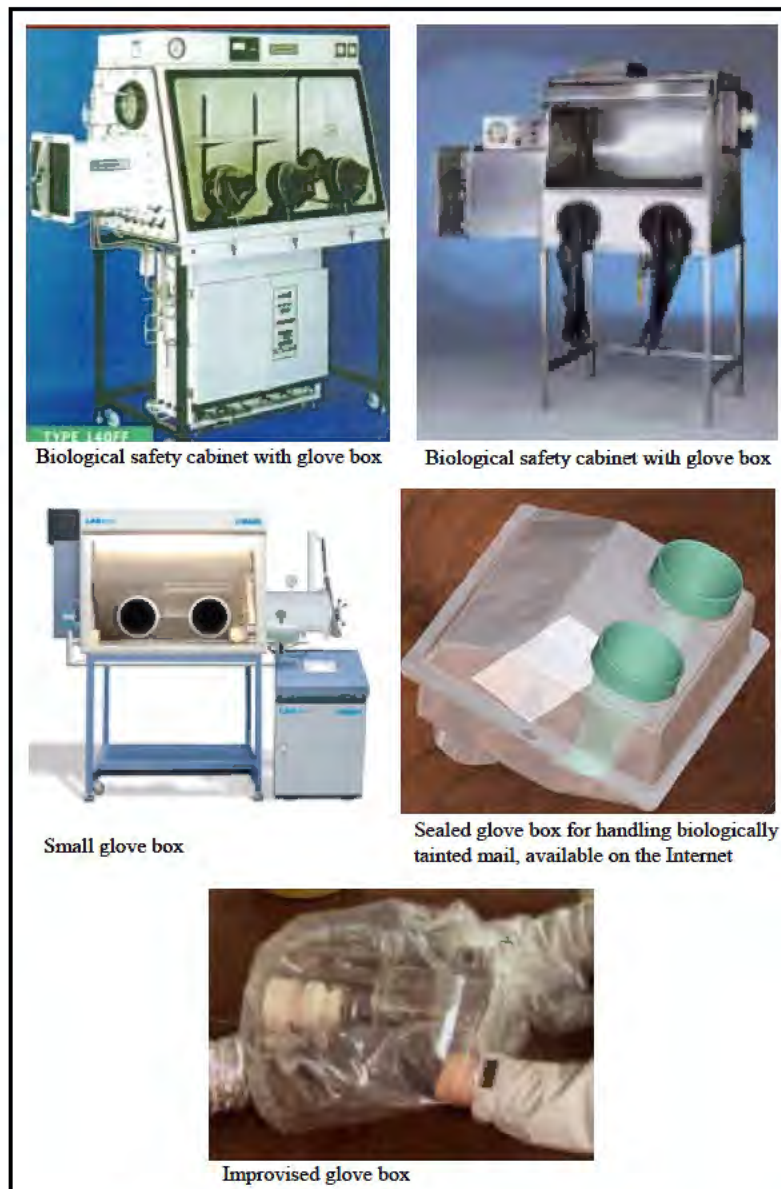 TYPE 140FF
Biological safety cabinet with glove box
Biological safety cabinet with glove box
Small glove box
Sealed glove box for handling biologically
tainted mail, available on the Internet
Improvised glove box